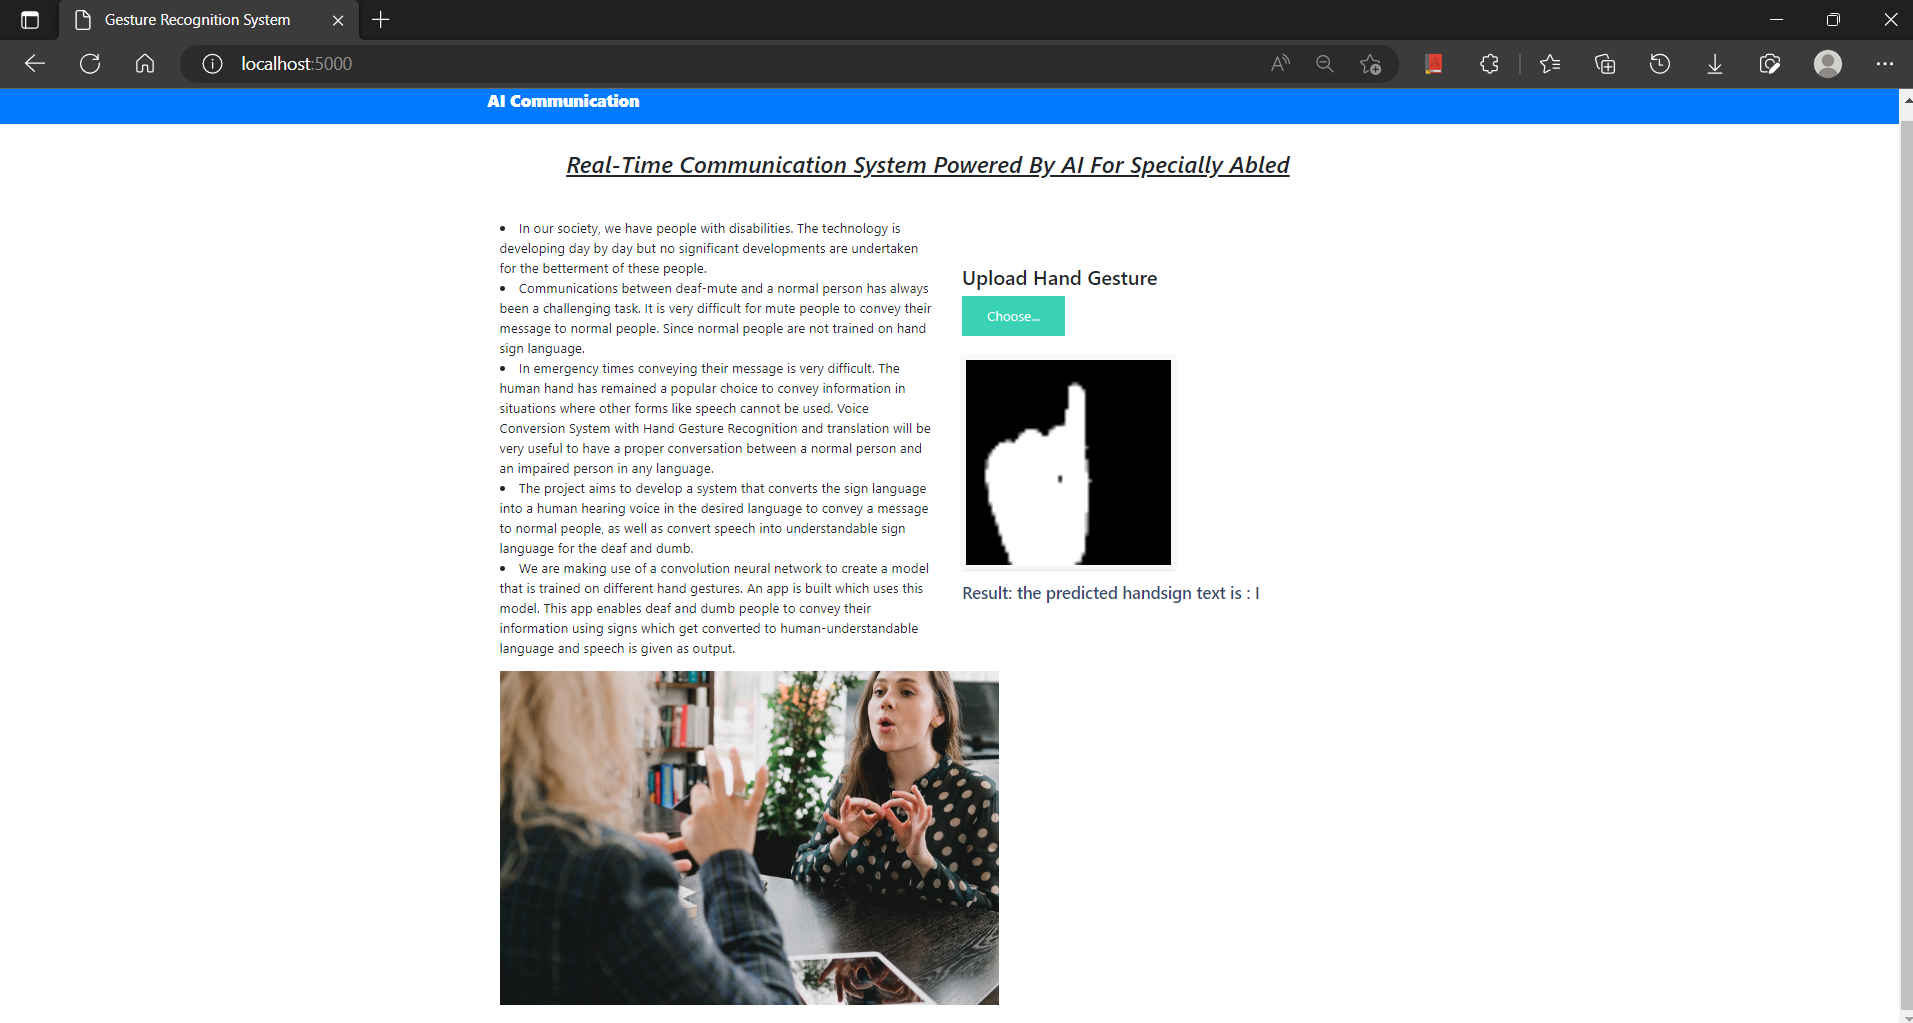 Gesture Recognition System
localhost:5000
AI Communication
Real-Time Communication System Powered By AI For Specially Abled
• In our society, we have people with disabilities. The technology is
developing day by day but no significant developments are undertaken
for the betterment of these people.
• Communications between deaf-mute and a normal person has always
been a challenging task. It is very difficult for mute people to convey their
message to normal people. Since normal people are not trained on hand
sign language.
• In emergency times conveying their message is very difficult. The
human hand has remained a popular choice to convey information in
situations where other forms like speech cannot be used. Voice
Conversion System with Hand Gesture Recognition and translation will be
very useful to have a proper conversation between a normal person and
an impaired person in any language.
• The project aims to develop a system that converts the sign language
into a human hearing voice in the desired language to convey a message
to normal people, as well as convert speech into understandable sign
language for the deaf and dumb.
• We are making use of a convolution neural network to create a model
that is trained on different hand gestures. An app is built which uses this
model. This app enables deaf and dumb people to convey their
information using signs which get converted to human-understandable
language and speech is given as output.
Upload Hand Gesture
Choose...
Result: the predicted handsign text is : I